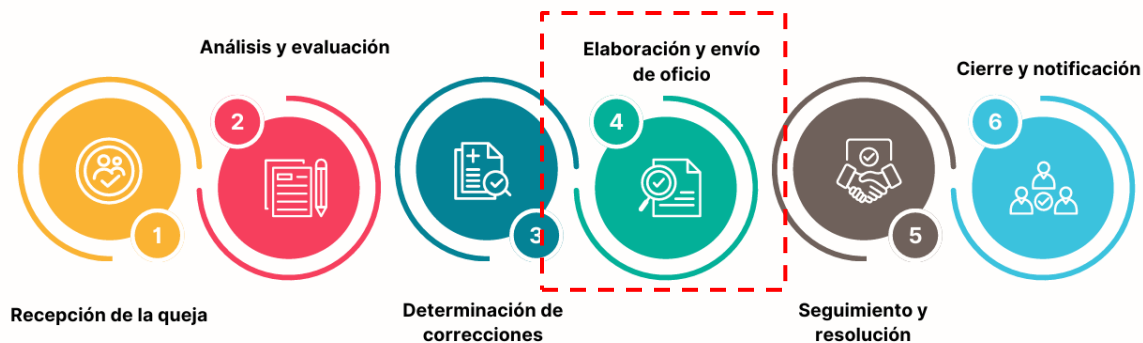 Recepción de la queja
1
Análisis y evaluación
2
Determinación de
correcciones
3
Elaboración y envío
de oficio
4
Seguimiento y
resolución
5
Cierre y notificación
6